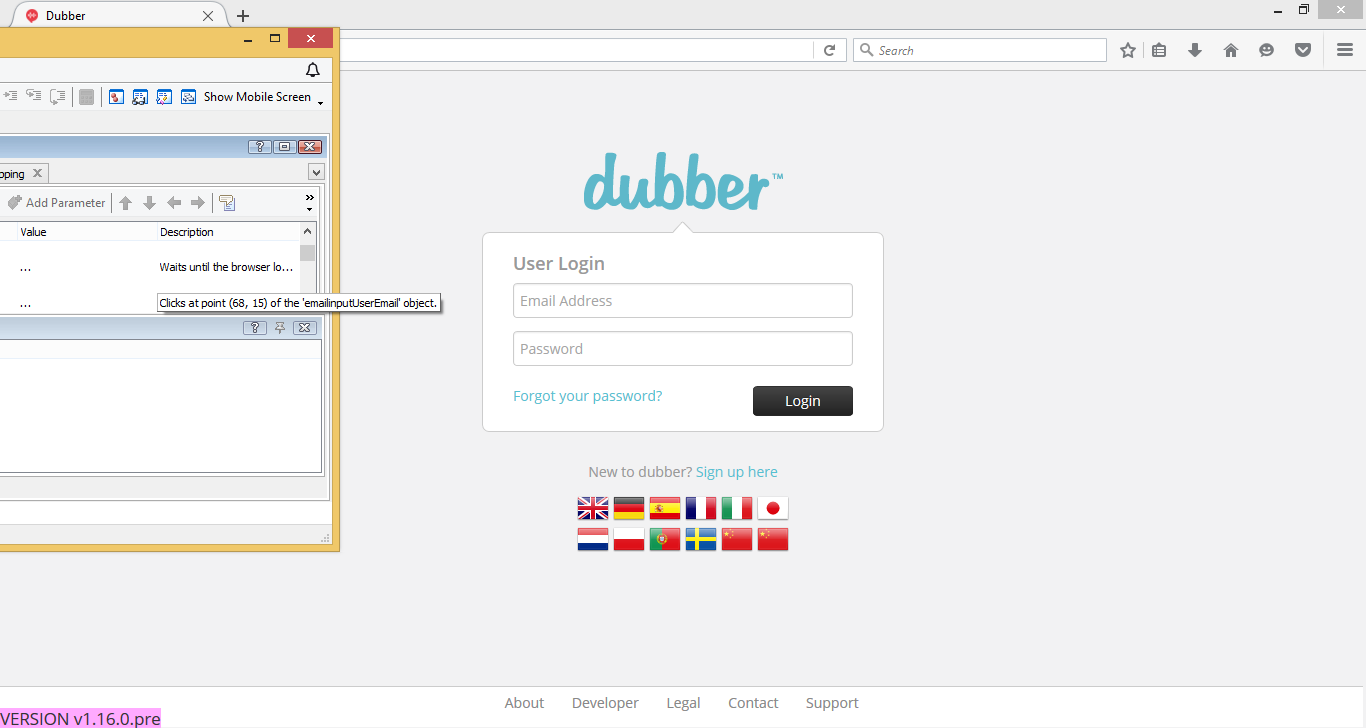 Dubber
Search
Show Mobile Screen
pping
Add Parameter
Value
Description
...
Waits until the browser lo...
...
Clicks at point (68, 15) of the 'emailinputUserEmail' object.
dubber™
User Login
Email Address
Password
Forgot your password?
Login
New to dubber? Sign up here
About Developer Legal Contact Support
VERSION v1.16.0.pre